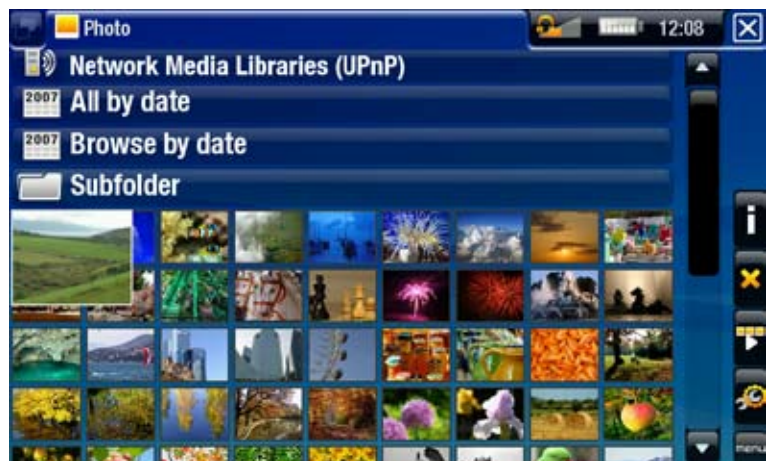 Photo
12:08
Network Media Libraries (UPnP)
2007 All by date
2007 Browse by date
Subfolder
i
menu